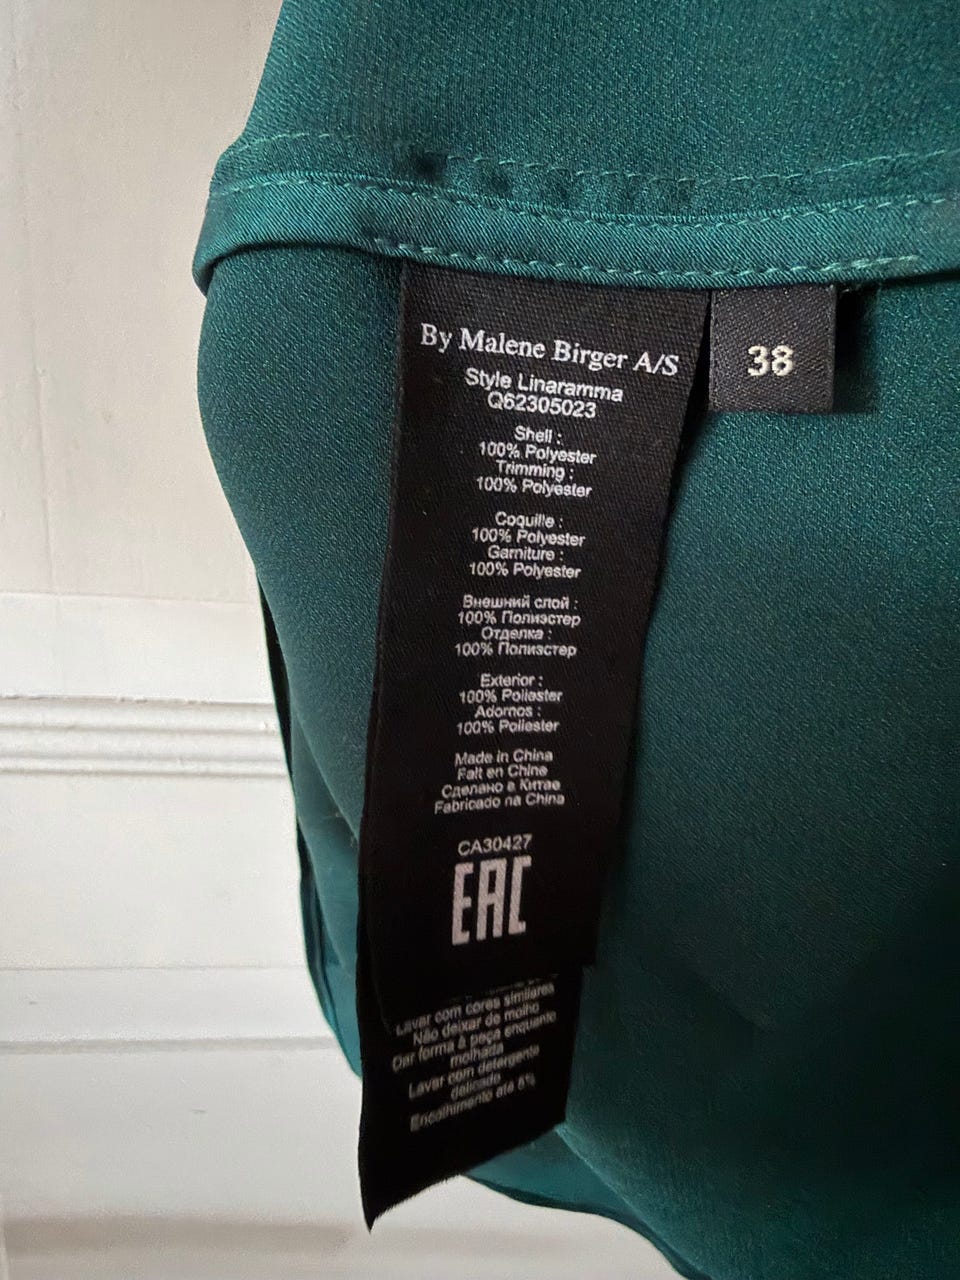 By Malene Birger A/S
38
Style Linaramma
Q62305023
Shell :
100% Polyester
Trimming :
100% Polyester
Coquille :
100% Polyester
Garniture :
100% Polyester
Внешний слой :
100% Полиэстер
Отделка :
100% Полиэстер
Exterior :
100% Poliester
Adornos :
100% Poliester
Made in China
Fait en Chine
Сделано в Китае
Fabricado na China
CA30427
EAC
Lavar com cores similares
Não deixar de molho
Dar forma à peça enquanto
molhada
Lavar com detergente
delicado
Encolhimento até 5%